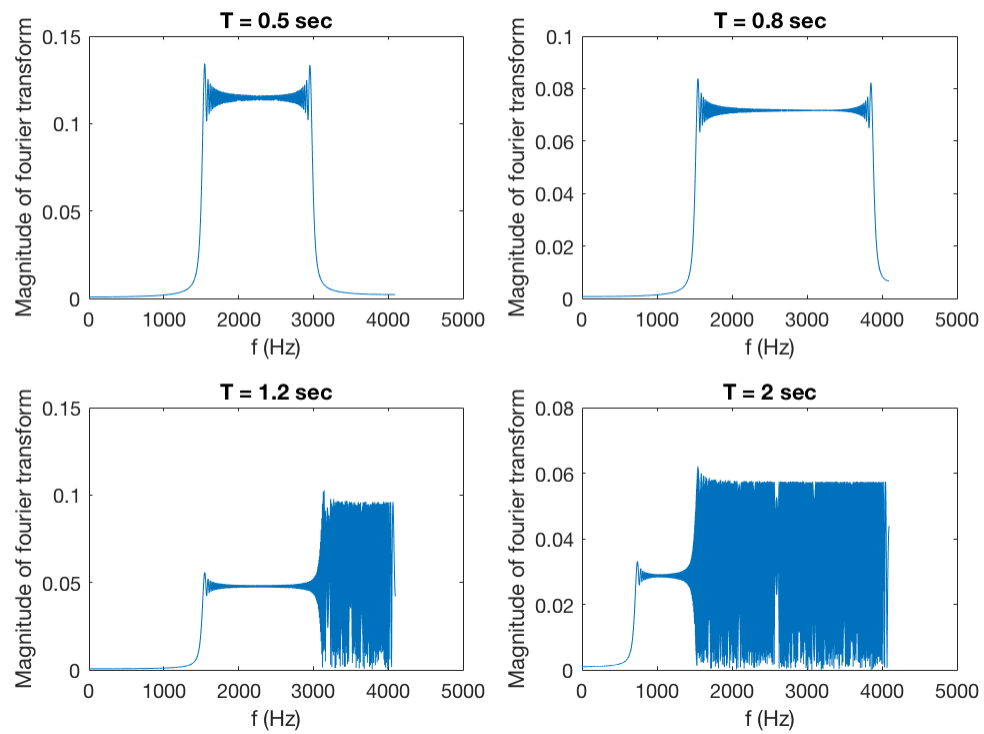 T = 0.5 sec
Magnitude of fourier transform
0.15
0.1
0.05
0
0 1000 2000 3000 4000 5000
f (Hz)
T = 0.8 sec
Magnitude of fourier transform
0.1
0.08
0.06
0.04
0.02
0
0 1000 2000 3000 4000 5000
f (Hz)
T = 1.2 sec
Magnitude of fourier transform
0.15
0.1
0.05
0
0 1000 2000 3000 4000 5000
f (Hz)
T = 2 sec
Magnitude of fourier transform
0.08
0.06
0.04
0.02
0
0 1000 2000 3000 4000 5000
f (Hz)